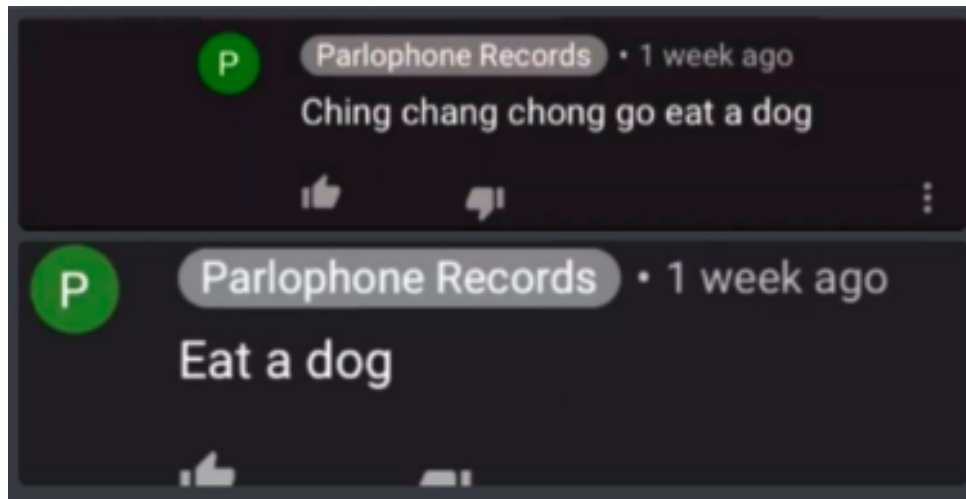 P
Parlophone Records • 1 week ago
Ching chang chong go eat a dog
P
Parlophone Records • 1 week ago
Eat a dog